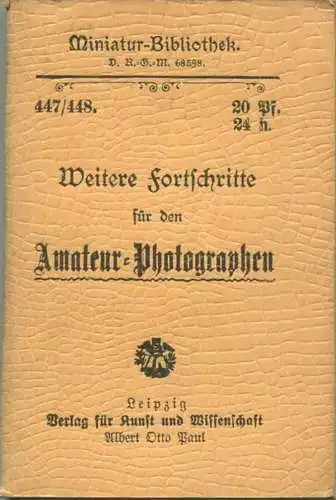 Miniatur-Bibliothek.
D. R.-G.-M. 68588.
447/448. 20 Pf.
24 h.
Weitere Fortschritte
für den
Amateur-Photographen
Leipzig
Verlag für Kunst und Wissenschaft
Albert Otto Paul